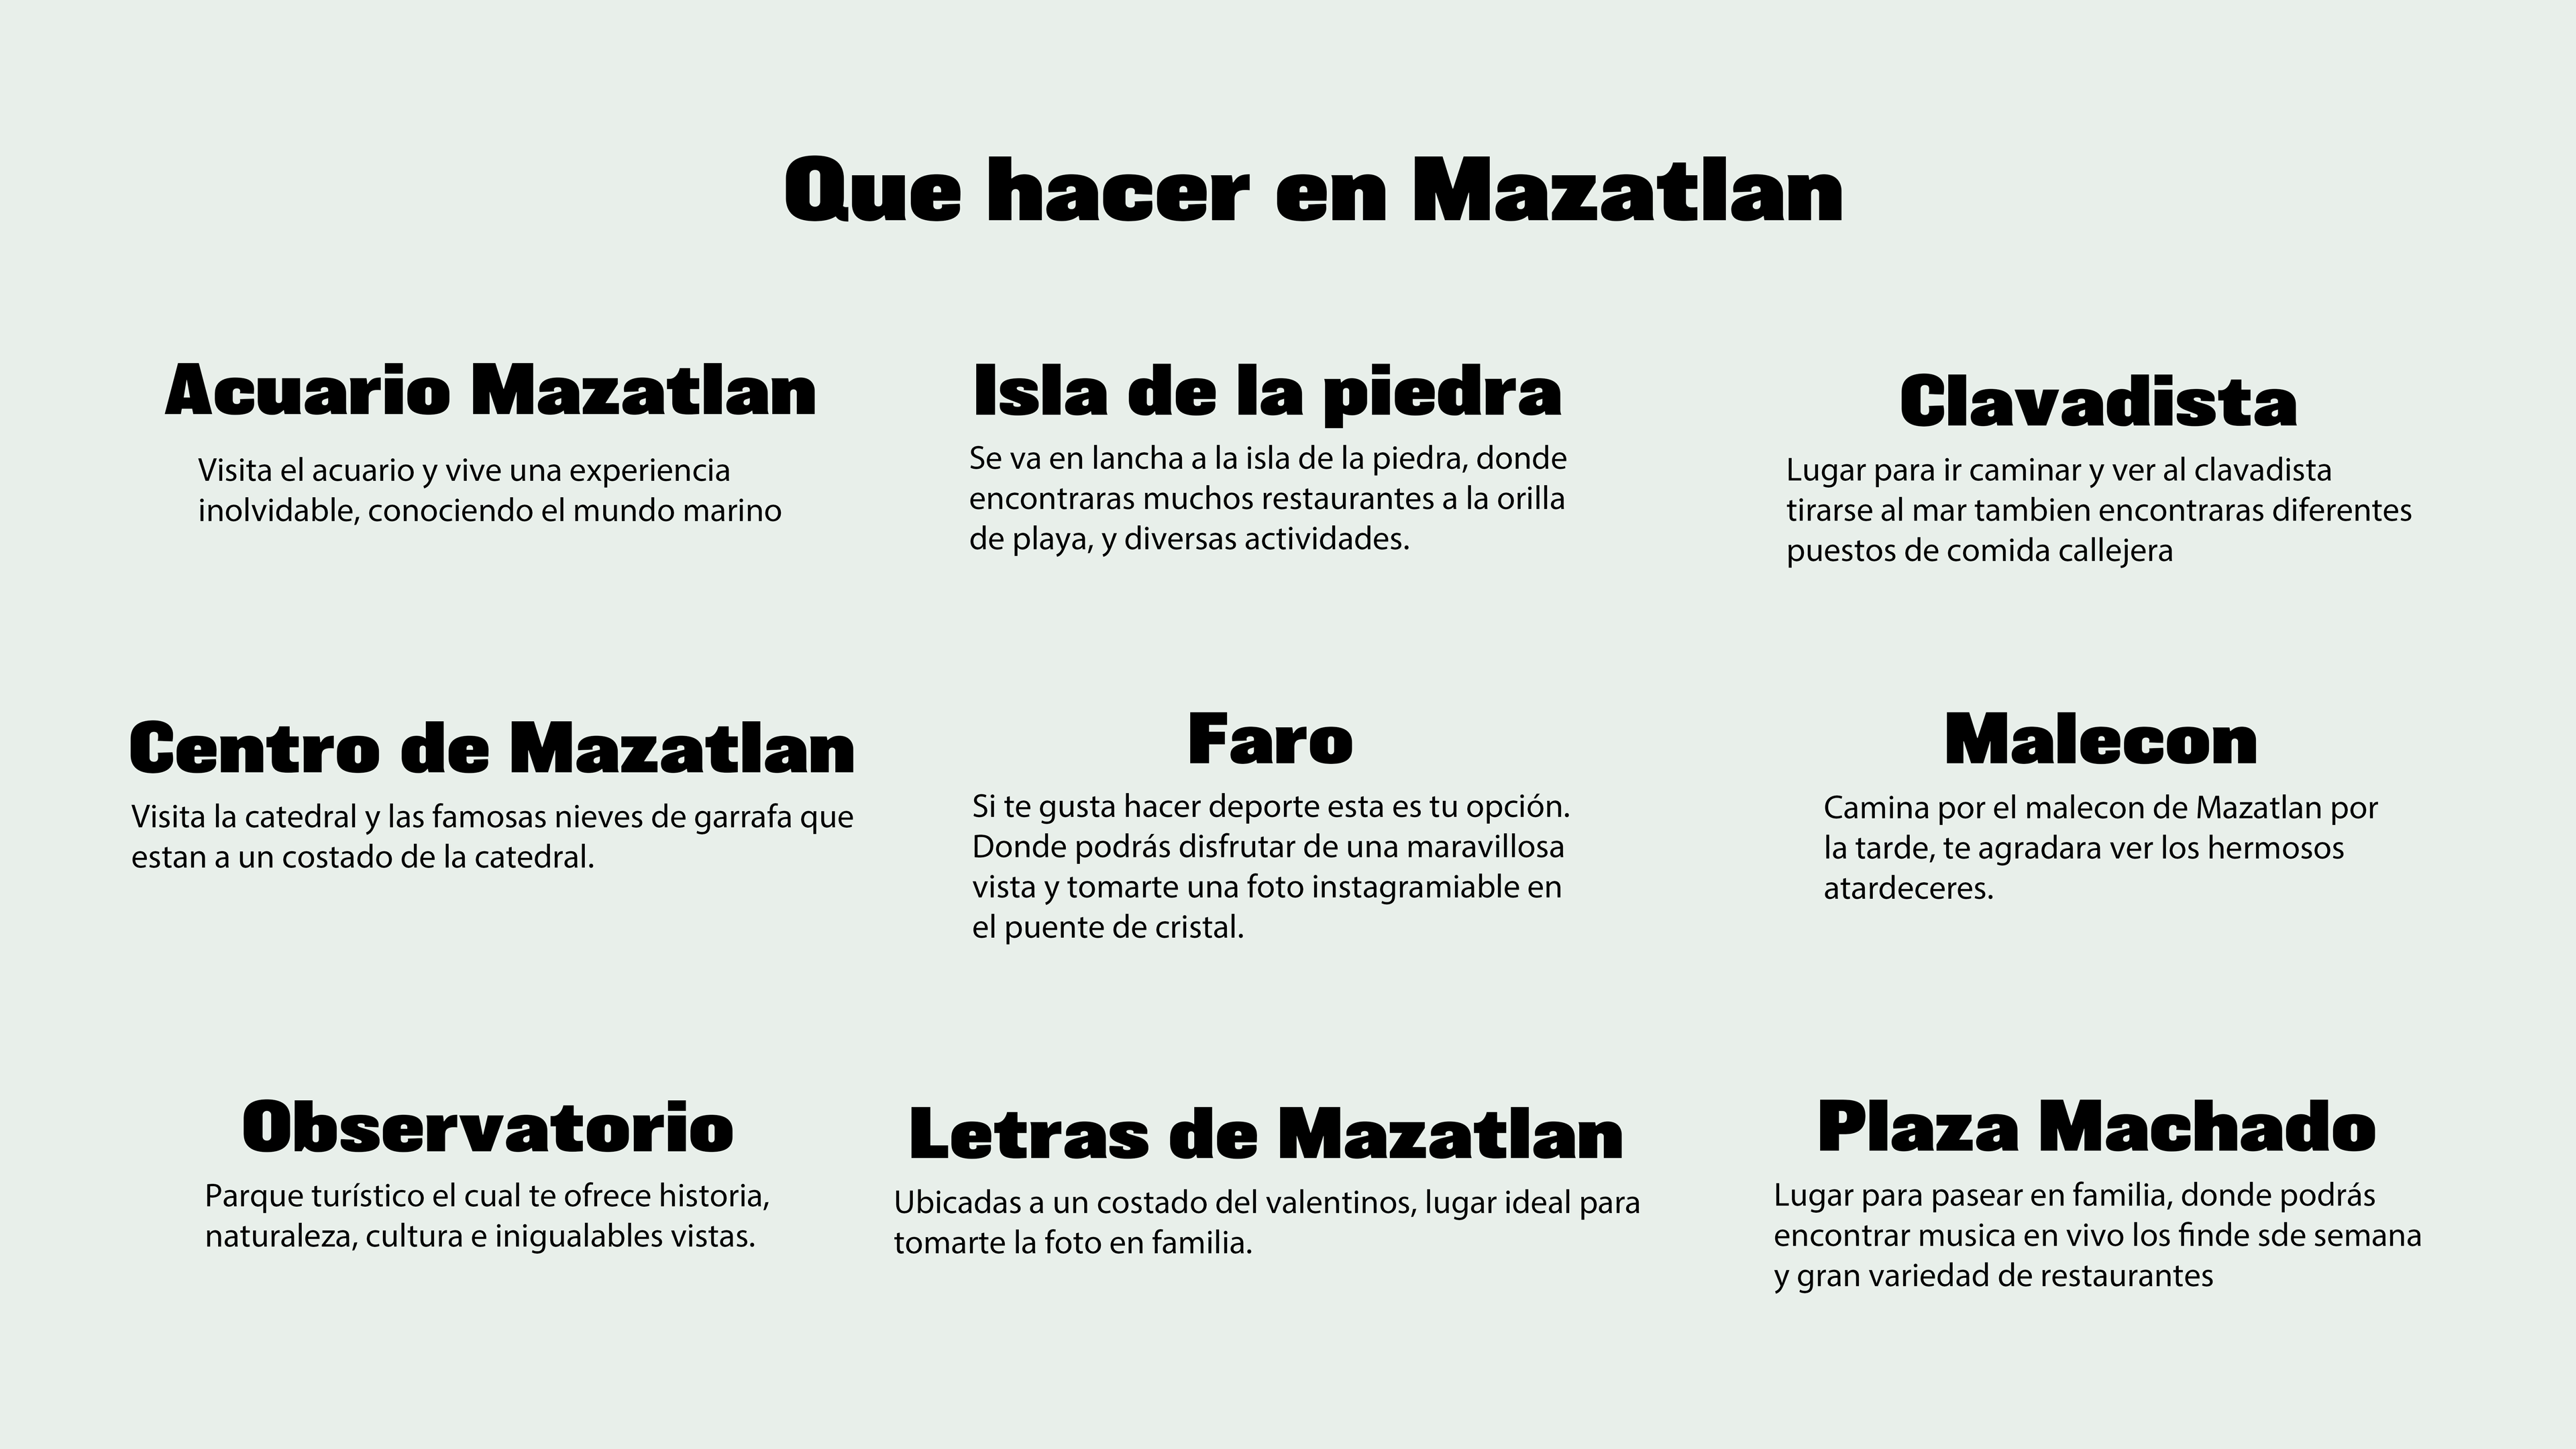 Que hacer en Mazatlan
Acuario Mazatlan
Visita el acuario y vive una experiencia
inolvidable, conociendo el mundo marino
Isla de la piedra
Se va en lancha a la isla de la piedra, donde
encontraras muchos restaurantes a la orilla
de playa, y diversas actividades.
Clavadista
Lugar para ir caminar y ver al clavadista
tirarse al mar tambien encontraras diferentes
puestos de comida callejera
Centro de Mazatlan
Visita la catedral y las famosas nieves de garrafa que
estan a un costado de la catedral.
Faro
Si te gusta hacer deporte esta es tu opción.
Donde podrás disfrutar de una maravillosa
vista y tomarte una foto instagramiable en
el puente de cristal.
Malecon
Camina por el malecon de Mazatlan por
la tarde, te agradara ver los hermosos
atardeceres.
Observatorio
Parque turístico el cual te ofrece historia,
naturaleza, cultura e inigualables vistas.
Letras de Mazatlan
Ubicadas a un costado del valentinos, lugar ideal para
tomarte la foto en familia.
Plaza Machado
Lugar para pasear en familia, donde podrás
encontrar musica en vivo los finde sde semana
y gran variedad de restaurantes